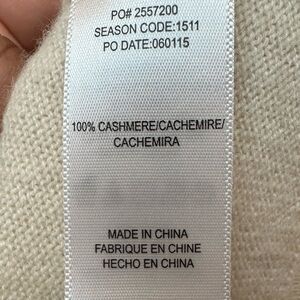 PO# 2557200
SEASON CODE:1511
PO DATE:060115
100% CASHMERE/CACHEMIRE/
CACHEMIRA
MADE IN CHINA
FABRIQUE EN CHINE
HECHO EN CHINA